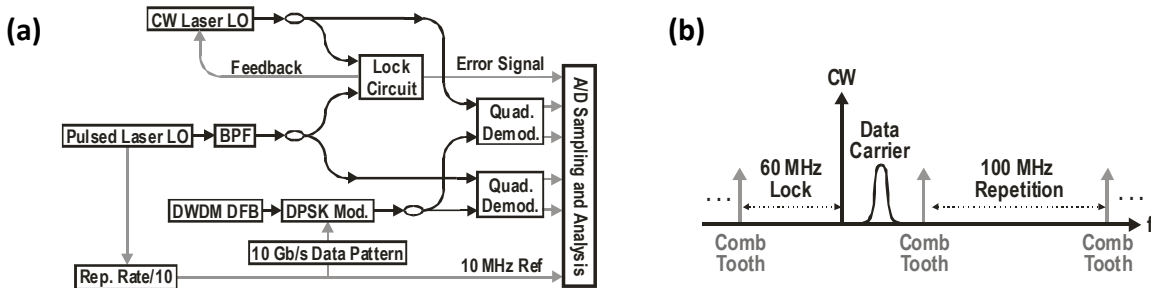 (a)
CW Laser LO
Feedback
Lock
Circuit
Error Signal
Quad.
Demod.
Pulsed Laser LO
BPF
Quad.
Demod.
DWDM DFB
DPSK Mod.
10 Gb/s Data Pattern
Rep. Rate/10
10 MHz Ref
A/D Sampling and Analysis
(b)
CW
Data
Carrier
60 MHz
Lock
100 MHz
Repetition
...
...
f
Comb
Tooth
Comb
Tooth
Comb
Tooth